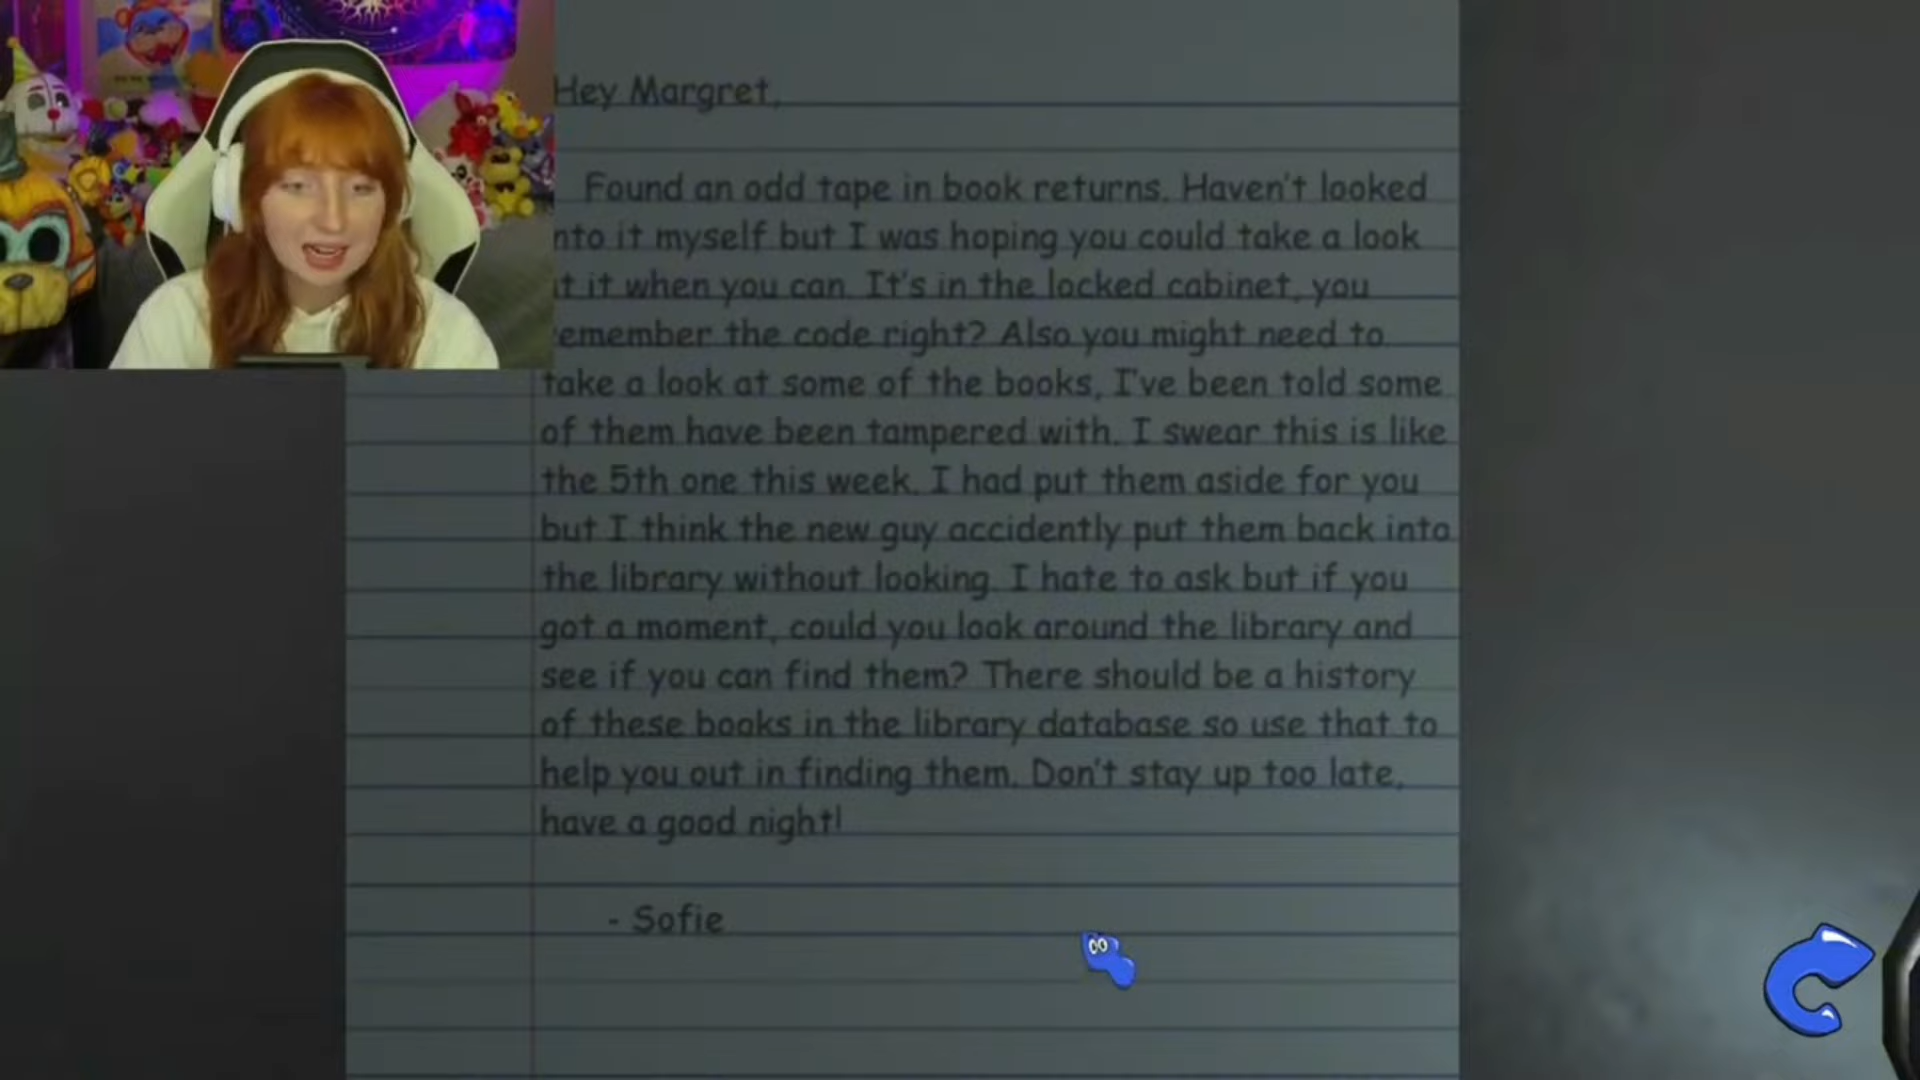 Hey Margret,
Found an odd tape in book returns. Haven't looked
nto it myself but I was hoping you could take a look
t it when you can. It's in the locked cabinet, you
emember the code right? Also you might need to
take a look at some of the books, I've been told some
of them have been tampered with. I swear this is like
the 5th one this week. I had put them aside for you
but I think the new guy accidently put them back into
the library without looking. I hate to ask but if you
got a moment, could you look around the library and
see if you can find them? There should be a history
of these books in the library database so use that to
help you out in finding them. Don't stay up too late,
have a good night!
- Sofie